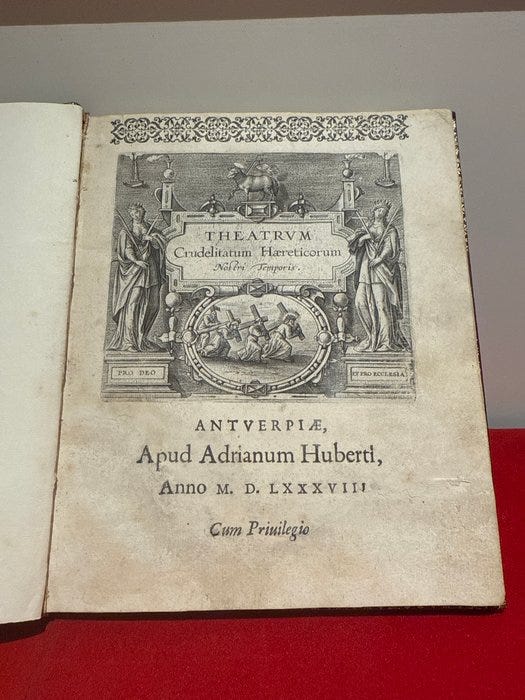 THEATRVM
Crudelitatum Hæreticorum
Nostri Temporis.
PRO DEO
ET PRO ECCLESIA
ANTVERPIÆ,
Apud Adrianum Huberti,
Anno M. D. LXXXVIII
Cum Priuilegio